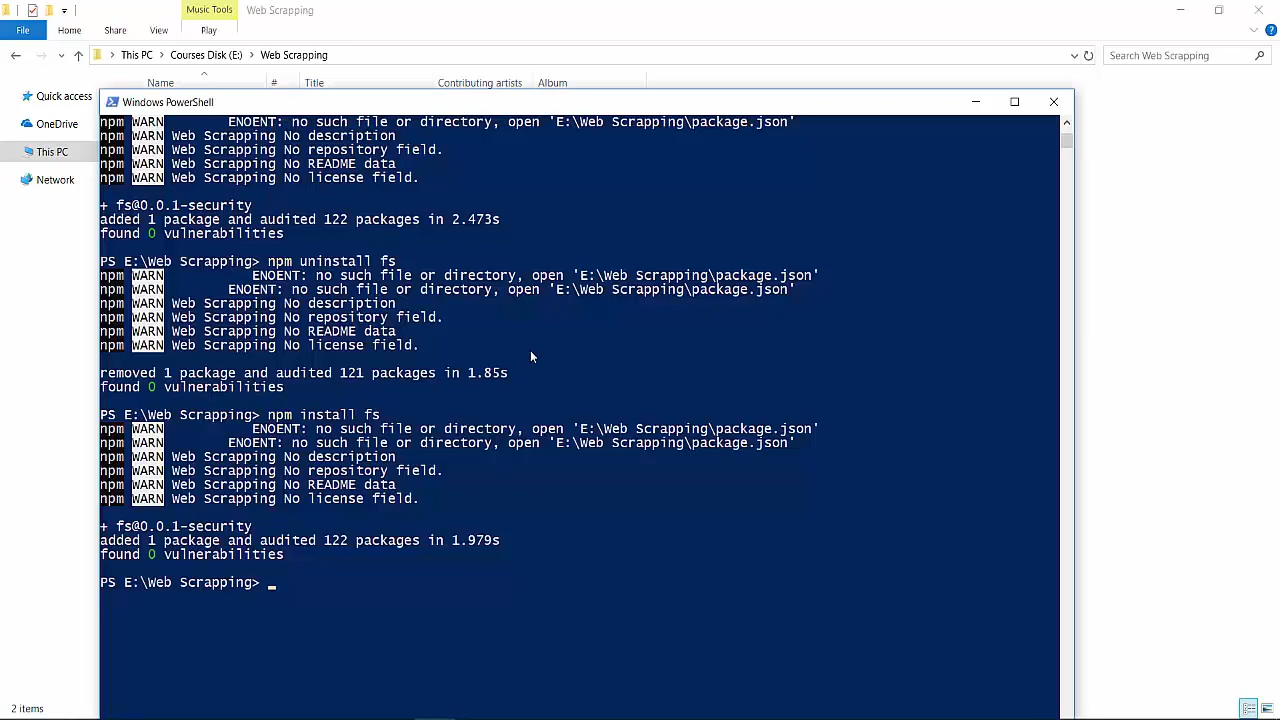 Music Tools Web Scrapping
File Home Share View Play
This PC Courses Disk (E:) Web Scrapping Search Web Scrapping
Name # Title Contributing artists Album
Quick access
OneDrive
This PC
Network
Windows PowerShell
npm WARN ENOENT: no such file or directory, open 'E:\Web Scrapping\package.json'
npm WARN Web Scrapping No description
npm WARN Web Scrapping No repository field.
npm WARN Web Scrapping No README data
npm WARN Web Scrapping No license field.
+ fs@0.0.1-security
added 1 package and audited 122 packages in 2.473s
found 0 vulnerabilities
PS E:\Web Scrapping> npm uninstall fs
npm WARN ENOENT: no such file or directory, open 'E:\Web Scrapping\package.json'
npm WARN ENOENT: no such file or directory, open 'E:\Web Scrapping\package.json'
npm WARN Web Scrapping No description
npm WARN Web Scrapping No repository field.
npm WARN Web Scrapping No README data
npm WARN Web Scrapping No license field.
removed 1 package and audited 121 packages in 1.85s
found 0 vulnerabilities
PS E:\Web Scrapping> npm install fs
npm WARN ENOENT: no such file or directory, open 'E:\Web Scrapping\package.json'
npm WARN ENOENT: no such file or directory, open 'E:\Web Scrapping\package.json'
npm WARN Web Scrapping No description
npm WARN Web Scrapping No repository field.
npm WARN Web Scrapping No README data
npm WARN Web Scrapping No license field.
+ fs@0.0.1-security
added 1 package and audited 122 packages in 1.979s
found 0 vulnerabilities
PS E:\Web Scrapping> _
2 items